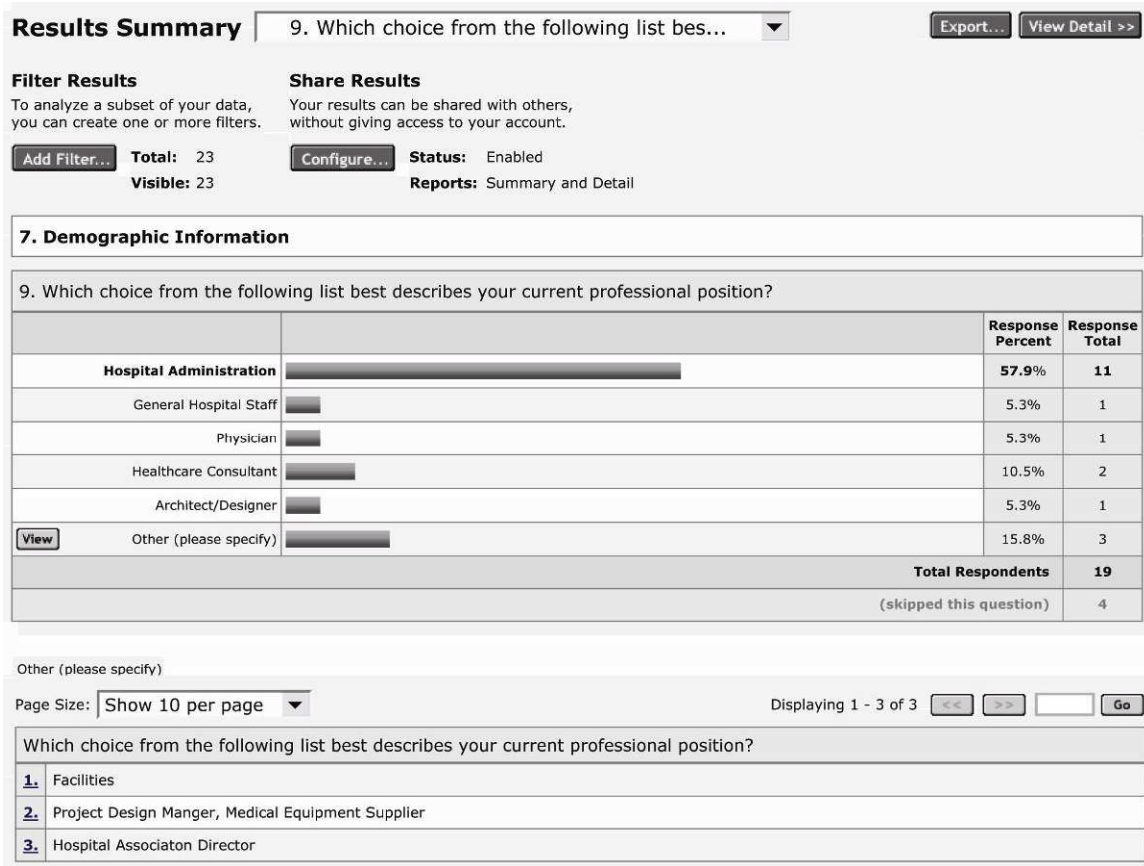 Results Summary 9. Which choice from the following list bes... Export... View Detail >>
Filter Results Share Results
To analyze a subset of your data, Your results can be shared with others,
you can create one or more filters. without giving access to your account.
Add Filter... Total: 23 Configure... Status: Enabled
Visible: 23 Reports: Summary and Detail
7. Demographic Information
9. Which choice from the following list best describes your current professional position?
Response Response
Percent Total
Hospital Administration 57.9% 11
General Hospital Staff 5.3% 1
Physician 5.3% 1
Healthcare Consultant 10.5% 2
Architect/Designer 5.3% 1
View Other (please specify) 15.8% 3
Total Respondents 19
(skipped this question) 4
Other (please specify)
Page Size: Show 10 per page Displaying 1 - 3 of 3 << >> Go
Which choice from the following list best describes your current professional position?
1. Facilities
2. Project Design Manger, Medical Equipment Supplier
3. Hospital Associaton Director